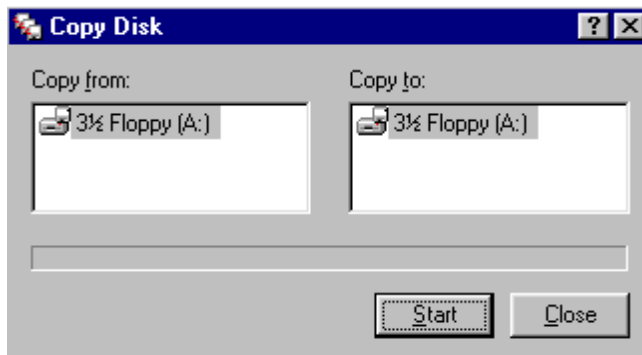 Copy Disk
Copy from:
Copy to:
3½ Floppy (A:)
3½ Floppy (A:)
Start
Close